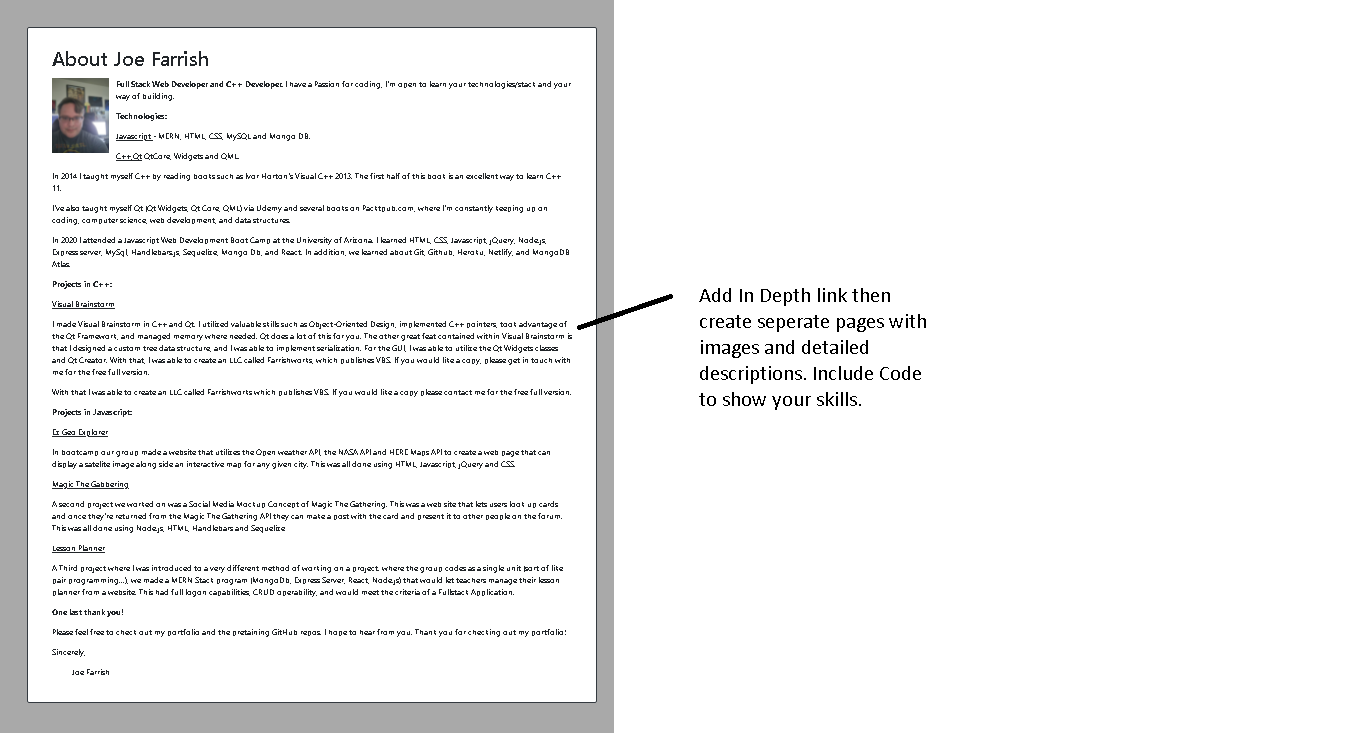 About Joe Farrish
Full Stack Web Developer and C++ Developer. I have a Passion for coding, I'm open to learn your technologies/stack and your
way of building.
Technologies:
Javascript - MERN, HTML, CSS, MySQL and Mongo DB.
C++,Qt QtCore, Widgets and QML.
In 2014 I taught myself C++ by reading books such as Ivor Horton's Visual C++ 2013. The first half of this book is an excellent way to learn C++
11.
I've also taught myself Qt (Qt Widgets, Qt Core, QML) via Udemy and several books on Packtpub.com, where I'm constantly keeping up on
coding, computer science, web development, and data structures.
In 2020 I attended a Javascript Web Development Boot Camp at the University of Arizona. I learned HTML, CSS, Javascript, jQuery, Node.js,
Express server, MySql, Handlebars.js, Sequelize, Mongo Db, and React. In addition, we learned about Git, Github, Heroku, Netlify, and MongoDB
Atlas.
Projects in C++:
Visual Brainstorm
I made Visual Brainstorm in C++ and Qt. I utilized valuable skills such as Object-Oriented Design, implemented C++ pointers, took advantage of
the Qt Framework, and managed memory where needed. Qt does a lot of this for you. The other great feat contained within Visual Brainstorm is
that I designed a custom tree data structure, and I was able to implement serialization. For the GUI, I was able to utilize the Qt Widgets classes
and Qt Creator. With that, I was able to create an LLC called Farrishworks, which publishes VBS. If you would like a copy, please get in touch with
me for the free full version.
With that I was able to create an LLC called Farrishworks which publishes VBS. If you would like a copy please contact me for the free full version.
Projects in Javascript:
Ez Geo Explorer
In bootcamp our group made a website that utilizes the Open weather API, the NASA API and HERE Maps API to create a web page that can
display a satelite image along side an interactive map for any given city. This was all done using HTML, Javascript, jQuery and CSS.
Magic The Gabbering
A second project we worked on was a Social Media Mockup Concept of Magic The Gathering. This was a web site that lets users look up cards
and once they're returned from the Magic The Gathering API they can make a post with the card and present it to other people on the forum.
This was all done using Node.js, HTML, Handlebars and Sequelize
Lesson Planner
A Third project where I was introduced to a very different method of working on a project. where the group codes as a single unit (sort of like
pair programming...), we made a MERN Stack program (MongoDb, Express Server, React, Node.js) that would let teachers manage their lesson
planner from a website. This had full logon capabilities, CRUD operability, and would meet the criteria of a Fullstack Application.
One last thank you!
Please feel free to check out my portfolio and the pretaining GitHub repos. I hope to hear from you. Thank you for checking out my portfolio!
Sincerely,
Joe Farrish
Add In Depth link then
create seperate pages with
images and detailed
descriptions. Include Code
to show your skills.